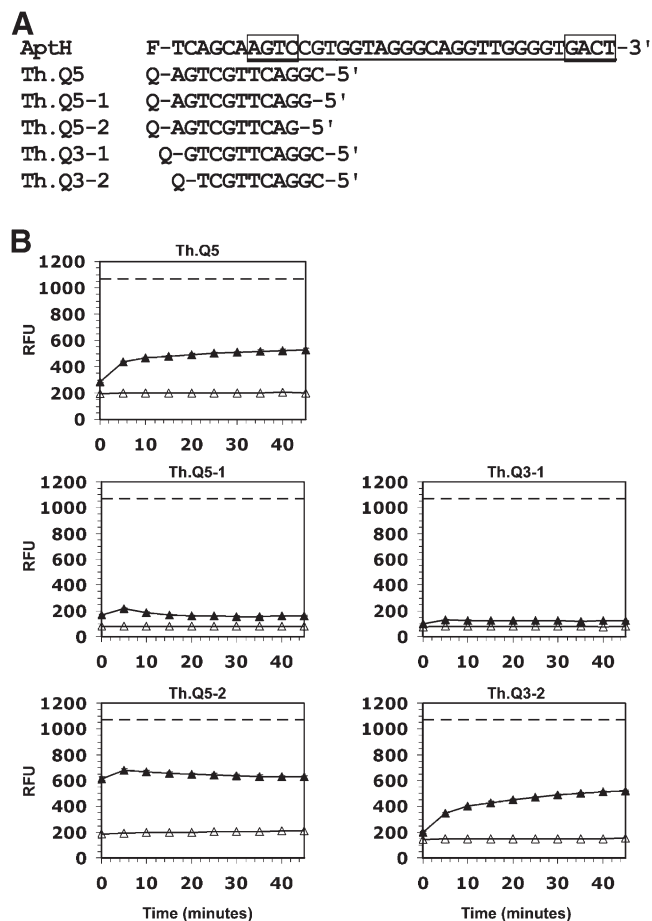 A
AptH F-TCAGCAAGTCCGTGGTAGGGCAGGTTGGGGTGACT-3'
Th.Q5 Q-AGTCGTTCAGGC-5'
Th.Q5-1 Q-AGTCGTTCAGG-5'
Th.Q5-2 Q-AGTCGTTCAG-5'
Th.Q3-1 Q-GTCGTTCAGGC-5'
Th.Q3-2 Q-TCGTTCAGGC-5'
B
Th.Q5
1200
1000
800
600
400
200
0
RFU
0 10 20 30 40
Th.Q5-1
1200
1000
800
600
400
200
0
RFU
0 10 20 30 40
Th.Q3-1
1200
1000
800
600
400
200
0
0 10 20 30 40
Th.Q5-2
1200
1000
800
600
400
200
0
RFU
0 10 20 30 40
Time (minutes)
Th.Q3-2
1200
1000
800
600
400
200
0
0 10 20 30 40
Time (minutes)